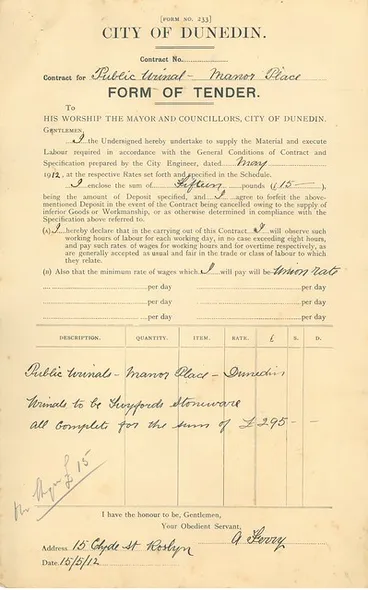 [FORM NO. 233]
CITY OF DUNEDIN.
Contract No.
Contract for Public Urinal - Manor Place
FORM OF TENDER.
To
HIS WORSHIP THE MAYOR AND COUNCILLORS, CITY OF DUNEDIN.
GENTLEMEN,
I the Undersigned hereby undertake to supply the Material and execute
Labour required in accordance with the General Conditions of Contract and
Specification prepared by the City Engineer, dated May
1912, at the respective Rates set forth and specified in the Schedule.
I enclose the sum of Fifteen pounds (£15 — ),
being the amount of Deposit specified, and I agree to forfeit the above-
mentioned Deposit in the event of the Contract being cancelled owing to the supply of
inferior Goods or Workmanship, or as otherwise determined in compliance with the
Specification above referred to.
(A) I hereby declare that in the carrying out of this Contract I will observe such
working hours of labour for each working day, in no case exceeding eight hours,
and pay such rates of wages for working hours and for overtime respectively, as
are generally accepted as usual and fair in the trade or class of labour to which
they relate.
(B) Also that the minimum rate of wages which I will pay will be Union rate
per day per day
per day per day
per day per day
DESCRIPTION. QUANTITY. ITEM. RATE. £ S. D.
Public Urinals - Manor Place - Dunedin
Urinals to be Twyfords Stoneware
All complete for the sum of £295 - -
£15
I have the honour to be, Gentlemen,
Your Obedient Servant,
A Ferry
Address 15 Clyde St Roslyn
Date 15/5/12